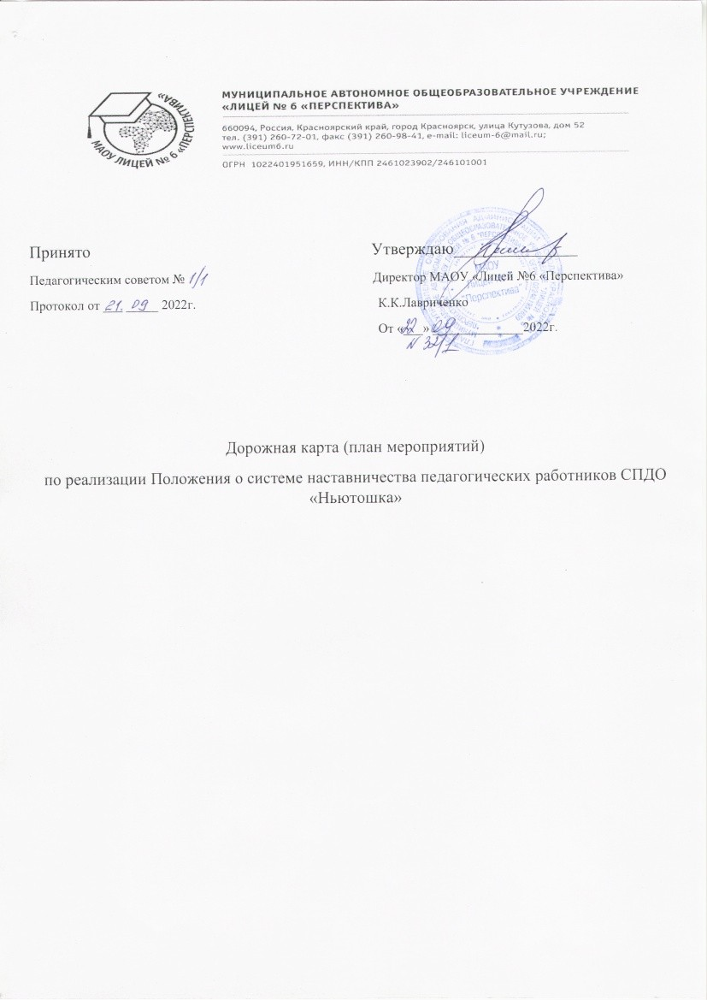 МУНИЦИПАЛЬНОЕ АВТОНОМНОЕ ОБЩЕОБРАЗОВАТЕЛЬНОЕ УЧРЕЖДЕНИЕ
«ЛИЦЕЙ № 6 «ПЕРСПЕКТИВА»
МАОУ ЛИЦЕЙ № 6 «ПЕРСПЕКТИВА»
660094, Россия, Красноярский край, город Красноярск, улица Кутузова, дом 52
тел. (391) 260-72-01, факс (391) 260-98-41, e-mail: liceum-6@mail.ru;
www.liceum6.ru
ОГРН 1022401951659, ИНН/КПП 2461023902/246101001
Принято
Педагогическим советом № 1/1
Протокол от 21. 09 2022г.
Утверждаю
Директор МАОУ «Лицей №6 «Перспектива»
К.К.Лавриченко
От «22» 09 2022г.
N 32/1
МАОУ
"Перспектива"
Дорожная карта (план мероприятий)
по реализации Положения о системе наставничества педагогических работников СПДО
«Ньютошка»